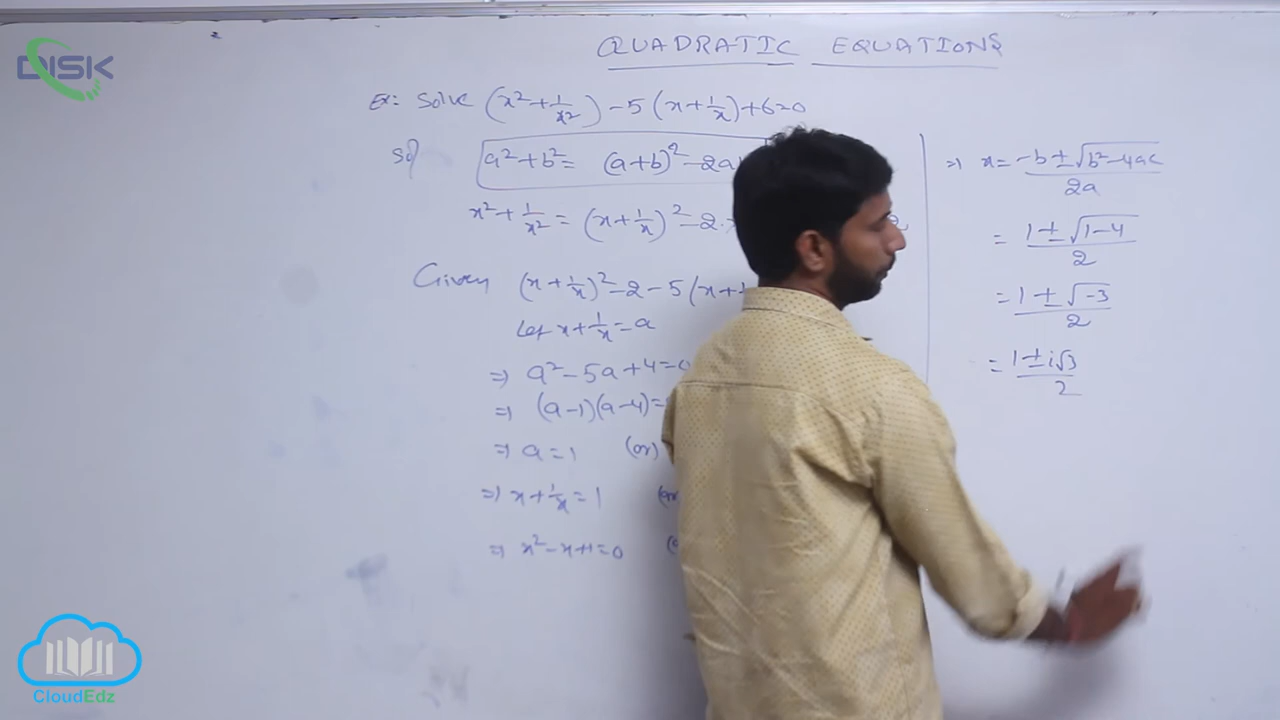 DISK
QUADRATIC EQUATIONS
Ex: Solve (x² + 1/x²) - 5(x + 1/x) + 6 = 0
Sol
a² + b² = (a+b)² - 2a
x² + 1/x² = (x + 1/x)² - 2.
Given (x + 1/x)² - 2 - 5(x +
Let x + 1/x = a
⇒ a² - 5a + 4 = 0
⇒ (a-1)(a-4) =
⇒ a = 1 (or)
⇒ x + 1/x = 1
⇒ x² - x + 1 = 0
⇒ x = -b ± √b² - 4ac / 2a
= 1 ± √1-4 / 2
= 1 ± √-3 / 2
= 1 ± i√3 / 2
CloudEdz